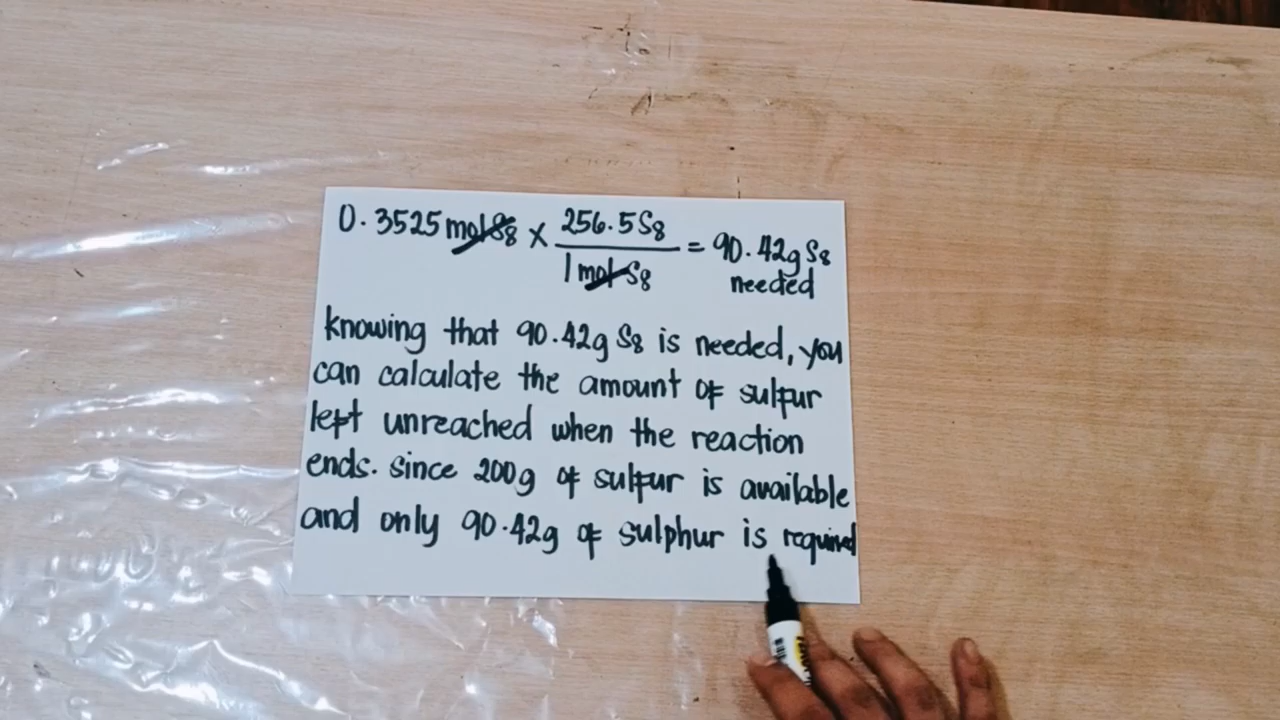 0.3525 mol S8 x 256.5 S8 / 1 mol S8 = 90.42g S8
needed
knowing that 90.42g S8 is needed, you
can calculate the amount of sulfur
left unreached when the reaction
ends. since 200g of sulfur is available
and only 90.42g of sulphur is required